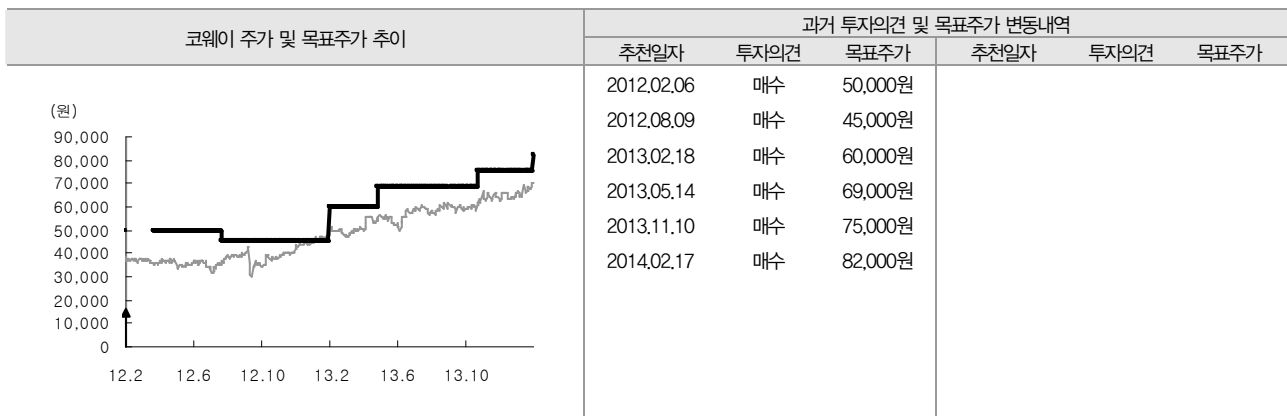 코웨이 주가 및 목표주가 추이
(원)
90,000
80,000
70,000
60,000
50,000
40,000
30,000
20,000
10,000
0
12.2 12.6 12.10 13.2 13.6 13.10
과거 투자의견 및 목표주가 변동내역
추천일자 투자의견 목표주가 추천일자 투자의견 목표주가
2012.02.06 매수 50,000원
2012.08.09 매수 45,000원
2013.02.18 매수 60,000원
2013.05.14 매수 69,000원
2013.11.10 매수 75,000원
2014.02.17 매수 82,000원